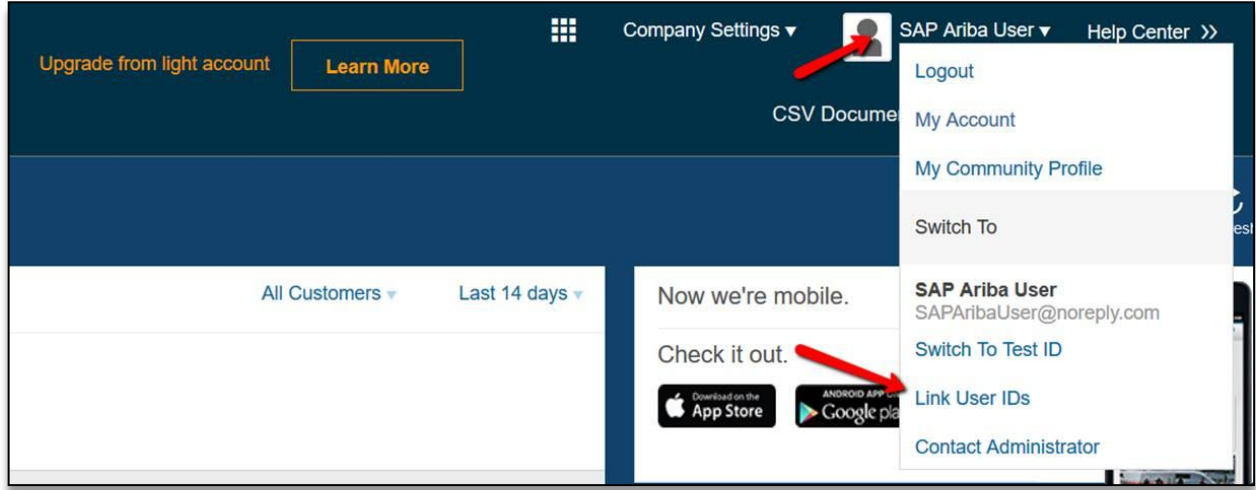 Company Settings ▾
SAP Ariba User ▾
Help Center >>
Upgrade from light account
Learn More
Logout
CSV Docume
My Account
My Community Profile
Switch To
All Customers ▾
Last 14 days ▾
Now we're mobile.
SAP Ariba User
SAPAribaUser@noreply.com
Check it out.
Switch To Test ID
Download on the
App Store
ANDROID APP
Google pla
Link User IDs
Contact Administrator